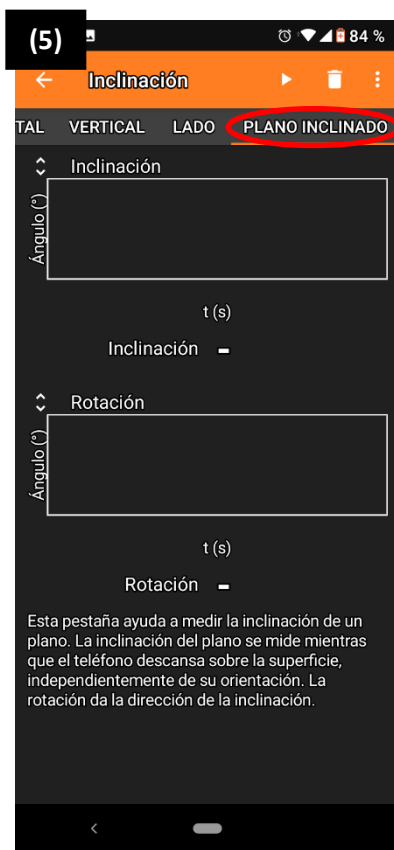 (5)
84 %
Inclinación
TAL VERTICAL LADO PLANO INCLINADO
Inclinación
Ángulo (°)
t (s)
Inclinación -
Rotación
Ángulo (°)
t (s)
Rotación -
Esta pestaña ayuda a medir la inclinación de un
plano. La inclinación del plano se mide mientras
que el teléfono descansa sobre la superficie,
independientemente de su orientación. La
rotación da la dirección de la inclinación.